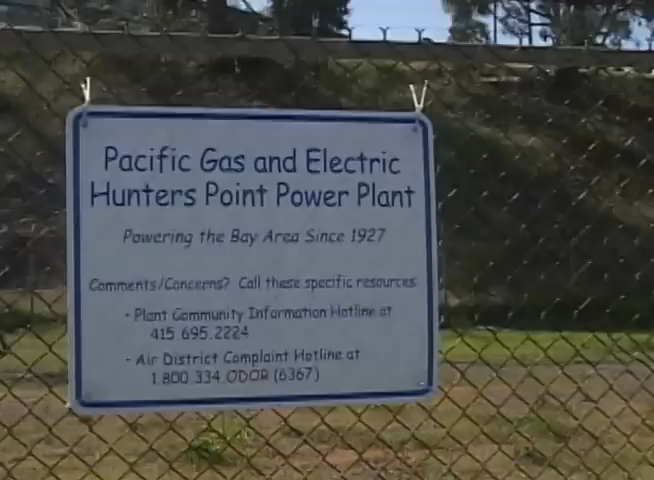 Pacific Gas and Electric
Hunters Point Power Plant
Powering the Bay Area Since 1927
Comments/Concerns? Call these specific resources
- Plant Community Information Hotline at
415.695.2224
- Air District Complaint Hotline at
1.800.334.ODOR (6367)